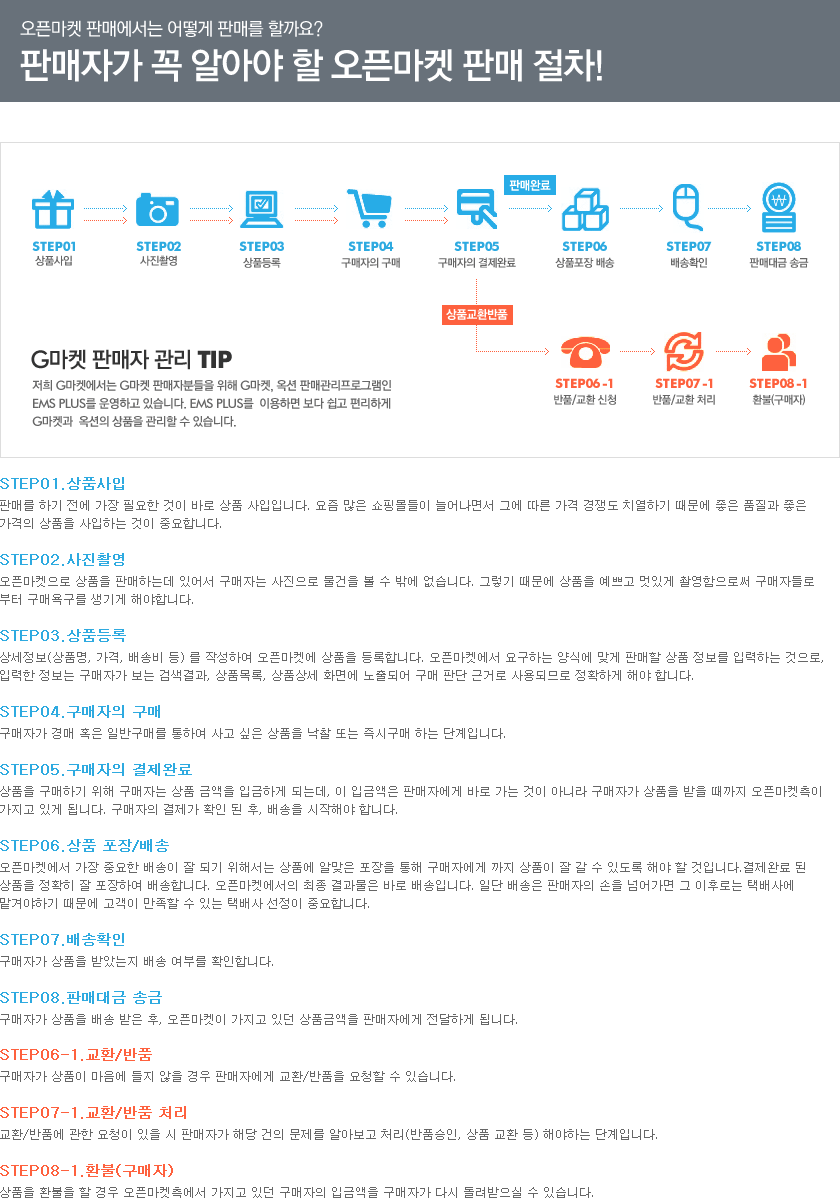 오픈마켓 판매에서는 어떻게 판매를 할까요?
판매자가 꼭 알아야 할 오픈마켓 판매 절차!
판매완료
STEP01
상품사입
STEP02
사진촬영
STEP03
상품등록
STEP04
구매자의 구매
STEP05
구매자의 결제완료
STEP06
상품포장 배송
STEP07
배송확인
STEP08
판매대금 송금
상품교환반품
STEP06 -1
반품/교환 신청
STEP07 -1
반품/교환 처리
STEP08 -1
환불(구매자)
G마켓 판매자 관리 TIP
저희 G마켓에서는 G마켓 판매자분들을 위해 G마켓, 옥션 판매관리프로그램인
EMS PLUS를 운영하고 있습니다. EMS PLUS를 이용하면 보다 쉽고 편리하게
G마켓과 옥션의 상품을 관리할 수 있습니다.
STEP01.상품사입
판매를 하기 전에 가장 필요한 것이 바로 상품 사입입니다. 요즘 많은 쇼핑몰들이 늘어나면서 그에 따른 가격 경쟁도 치열하기 때문에 좋은 품질과 좋은
가격의 상품을 사입하는 것이 중요합니다.
STEP02.사진촬영
오픈마켓으로 상품을 판매하는데 있어서 구매자는 사진으로 물건을 볼 수 밖에 없습니다. 그렇기 때문에 상품을 예쁘고 멋있게 촬영함으로써 구매자들로
부터 구매욕구를 생기게 해야합니다.
STEP03.상품등록
상세정보(상품명, 가격, 배송비 등) 를 작성하여 오픈마켓에 상품을 등록합니다. 오픈마켓에서 요구하는 양식에 맞게 판매할 상품 정보를 입력하는 것으로,
입력한 정보는 구매자가 보는 검색결과, 상품목록, 상품상세 화면에 노출되어 구매 판단 근거로 사용되므로 정확하게 해야 합니다.
STEP04.구매자의 구매
구매자가 경매 혹은 일반구매를 통하여 사고 싶은 상품을 낙찰 또는 즉시구매 하는 단계입니다.
STEP05.구매자의 결제완료
상품을 구매하기 위해 구매자는 상품 금액을 입금하게 되는데, 이 입금액은 판매자에게 바로 가는 것이 아니라 구매자가 상품을 받을 때까지 오픈마켓측이
가지고 있게 됩니다. 구매자의 결제가 확인 된 후, 배송을 시작해야 합니다.
STEP06.상품 포장/배송
오픈마켓에서 가장 중요한 배송이 잘 되기 위해서는 상품에 알맞은 포장을 통해 구매자에게 까지 상품이 잘 갈 수 있도록 해야 할 것입니다.결제완료 된
상품을 정확히 잘 포장하여 배송합니다. 오픈마켓에서의 최종 결과물은 바로 배송입니다. 일단 배송은 판매자의 손을 넘어가면 그 이후로는 택배사에
맡겨야하기 때문에 고객이 만족할 수 있는 택배사 선정이 중요합니다.
STEP07.배송확인
구매자가 상품을 받았는지 배송 여부를 확인합니다.
STEP08.판매대금 송금
구매자가 상품을 배송 받은 후, 오픈마켓이 가지고 있던 상품금액을 판매자에게 전달하게 됩니다.
STEP06-1.교환/반품
구매자가 상품이 마음에 들지 않을 경우 판매자에게 교환/반품을 요청할 수 있습니다.
STEP07-1.교환/반품 처리
교환/반품에 관한 요청이 있을 시 판매자가 해당 건의 문제를 알아보고 처리(반품승인, 상품 교환 등) 해야하는 단계입니다.
STEP08-1.환불(구매자)
상품을 환불을 할 경우 오픈마켓측에서 가지고 있던 구매자의 입금액을 구매자가 다시 돌려받으실 수 있습니다.